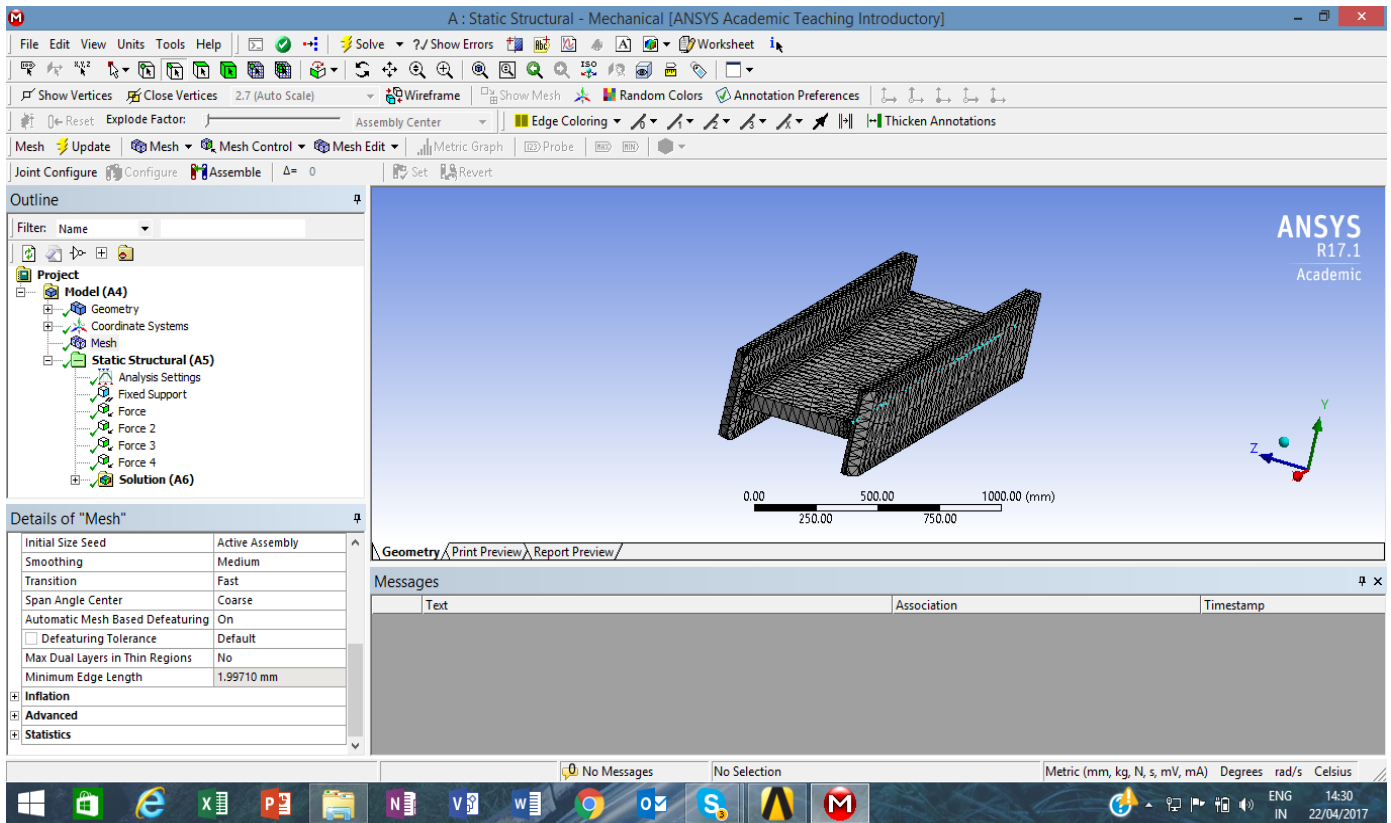 A : Static Structural - Mechanical [ANSYS Academic Teaching Introductory]
File Edit View Units Tools Help Solve ?/ Show Errors Worksheet
Show Vertices Close Vertices 2.7 (Auto Scale) Wireframe Show Mesh Random Colors Annotation Preferences
Reset Explode Factor: Assembly Center Edge Coloring Thicken Annotations
Mesh Update Mesh Mesh Control Mesh Edit Metric Graph Probe
Joint Configure Configure Assemble Δ= 0 Set Revert
Outline
Filter: Name
Project
Model (A4)
Geometry
Coordinate Systems
Mesh
Static Structural (A5)
Analysis Settings
Fixed Support
Force
Force 2
Force 3
Force 4
Solution (A6)
Details of "Mesh"
Initial Size Seed Active Assembly
Smoothing Medium
Transition Fast
Span Angle Center Coarse
Automatic Mesh Based Defeaturing On
Defeaturing Tolerance Default
Max Dual Layers in Thin Regions No
Minimum Edge Length 1.99710 mm
Inflation
Advanced
Statistics
ANSYS
R17.1
Academic
Y
Z
0.00 500.00 1000.00 (mm)
250.00 750.00
Geometry Print Preview Report Preview
Messages
Text Association Timestamp
No Messages No Selection Metric (mm, kg, N, s, mV, mA) Degrees rad/s Celsius
ENG 14:30
IN 22/04/2017